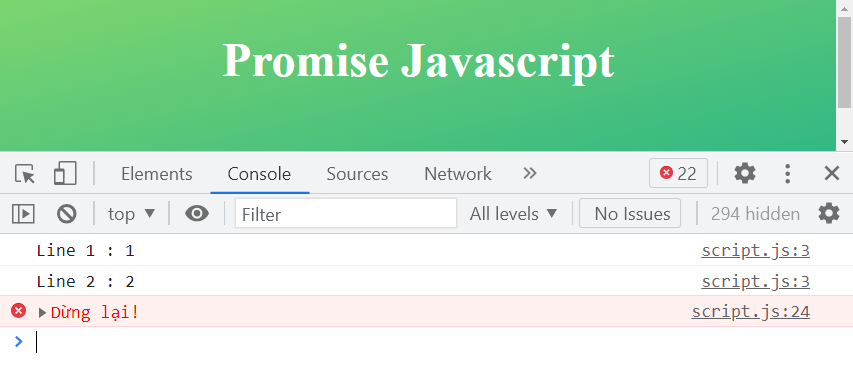 Promise Javascript
Elements Console Sources Network 22
top Filter All levels No Issues 294 hidden
Line 1 : 1 script.js:3
Line 2 : 2 script.js:3
Dừng lại! script.js:24